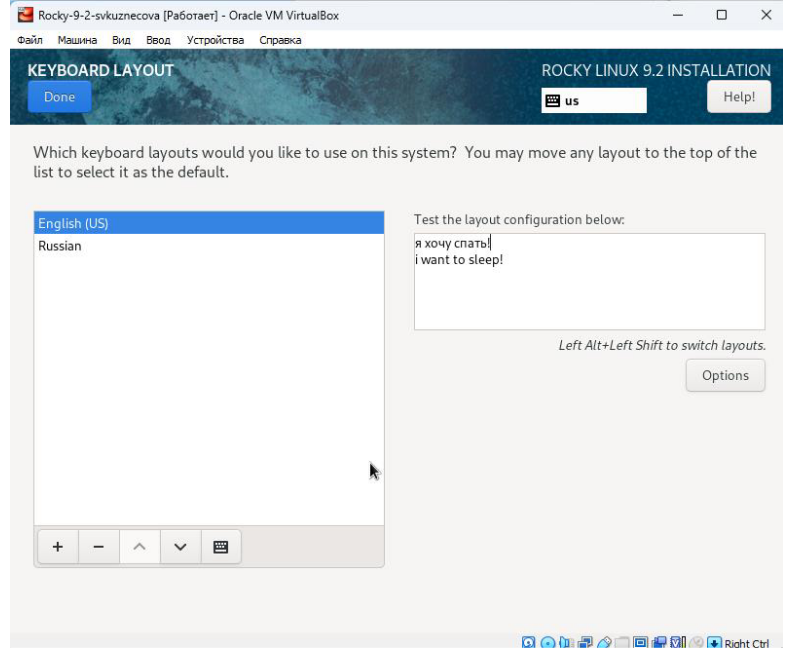 Rocky-9-2-svkuznecova [Работает] - Oracle VM VirtualBox
Файл Машина Вид Ввод Устройства Справка
KEYBOARD LAYOUT
ROCKY LINUX 9.2 INSTALLATION
Done
us
Help!
Which keyboard layouts would you like to use on this system? You may move any layout to the top of the
list to select it as the default.
English (US)
Russian
Test the layout configuration below:
я хочу спать!
i want to sleep!
Left Alt+Left Shift to switch layouts.
Options
Right Ctrl